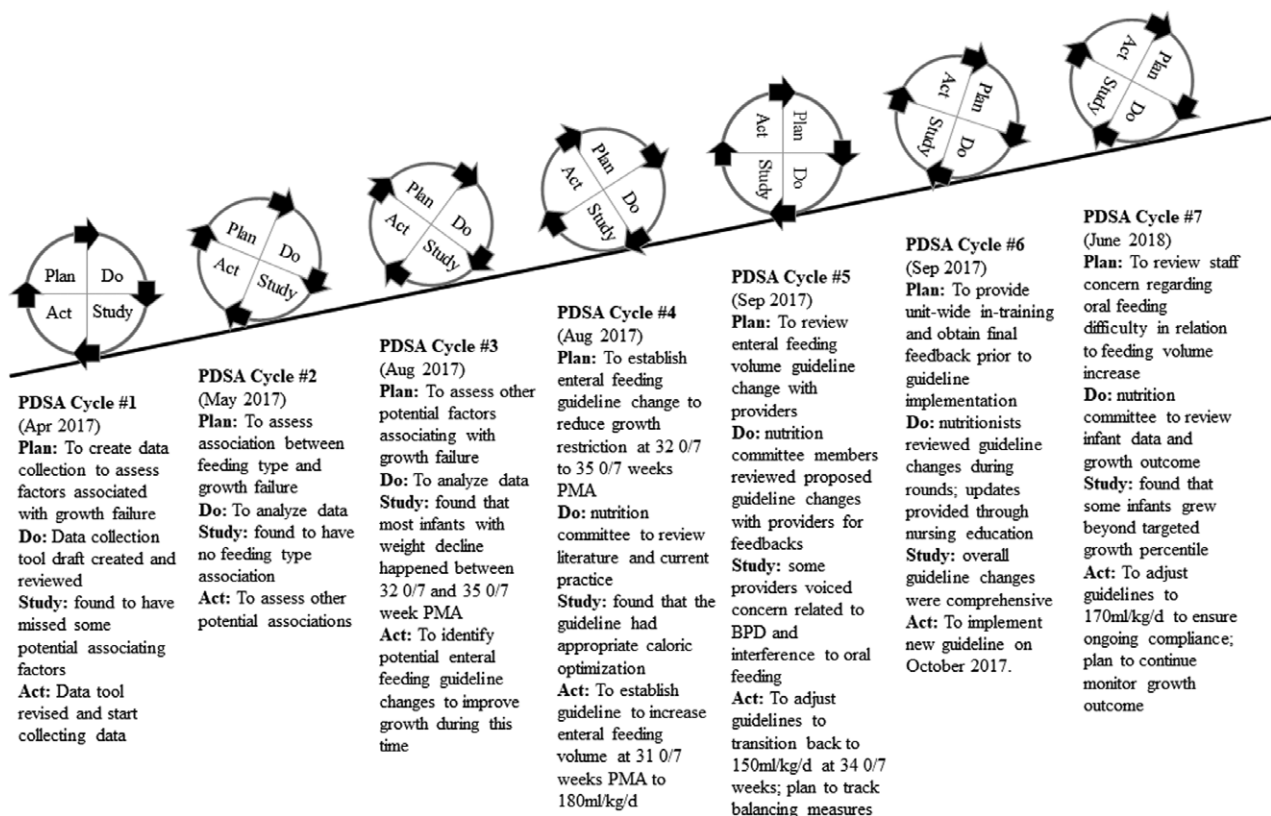 Plan
Do
Study
Act
Plan
Do
Study
Act
Plan
Do
Study
Act
Plan
Do
Study
Act
Plan
Do
Study
Act
Plan
Do
Study
Act
Plan
Do
Study
Act
PDSA Cycle #1
(Apr 2017)
Plan: To create data
collection to assess
factors associated
with growth failure
Do: Data collection
tool draft created and
reviewed
Study: found to have
missed some
potential associating
factors
Act: Data tool
revised and start
collecting data
PDSA Cycle #2
(May 2017)
Plan: To assess
association between
feeding type and
growth failure
Do: To analyze data
Study: found to have
no feeding type
association
Act: To assess other
potential associations
PDSA Cycle #3
(Aug 2017)
Plan: To assess other
potential factors
associating with
growth failure
Do: To analyze data
Study: found that
most infants with
weight decline
happened between
32 0/7 and 35 0/7
week PMA
Act: To identify
potential enteral
feeding guideline
changes to improve
growth during this
time
PDSA Cycle #4
(Aug 2017)
Plan: To establish
enteral feeding
guideline change to
reduce growth
restriction at 32 0/7
to 35 0/7 weeks
PMA
Do: nutrition
committee to review
literature and current
practice
Study: found that the
guideline had
appropriate caloric
optimization
Act: To establish
guideline to increase
enteral feeding
volume at 31 0/7
weeks PMA to
180ml/kg/d
PDSA Cycle #5
(Sep 2017)
Plan: To review
enteral feeding
volume guideline
change with
providers
Do: nutrition
committee members
reviewed proposed
guideline changes
with providers for
feedbacks
Study: some
providers voiced
concern related to
BPD and
interference to oral
feeding
Act: To adjust
guidelines to
transition back to
150ml/kg/d at 34 0/7
weeks; plan to track
balancing measures
PDSA Cycle #6
(Sep 2017)
Plan: To provide
unit-wide in-training
and obtain final
feedback prior to
guideline
implementation
Do: nutritionists
reviewed guideline
changes during
rounds; updates
provided through
nursing education
Study: overall
guideline changes
were comprehensive
Act: To implement
new guideline on
October 2017.
PDSA Cycle #7
(June 2018)
Plan: To review staff
concern regarding
oral feeding
difficulty in relation
to feeding volume
increase
Do: nutrition
committee to review
infant data and
growth outcome
Study: found that
some infants grew
beyond targeted
growth percentile
Act: To adjust
guidelines to
170ml/kg/d to ensure
ongoing compliance;
plan to continue
monitor growth
outcome